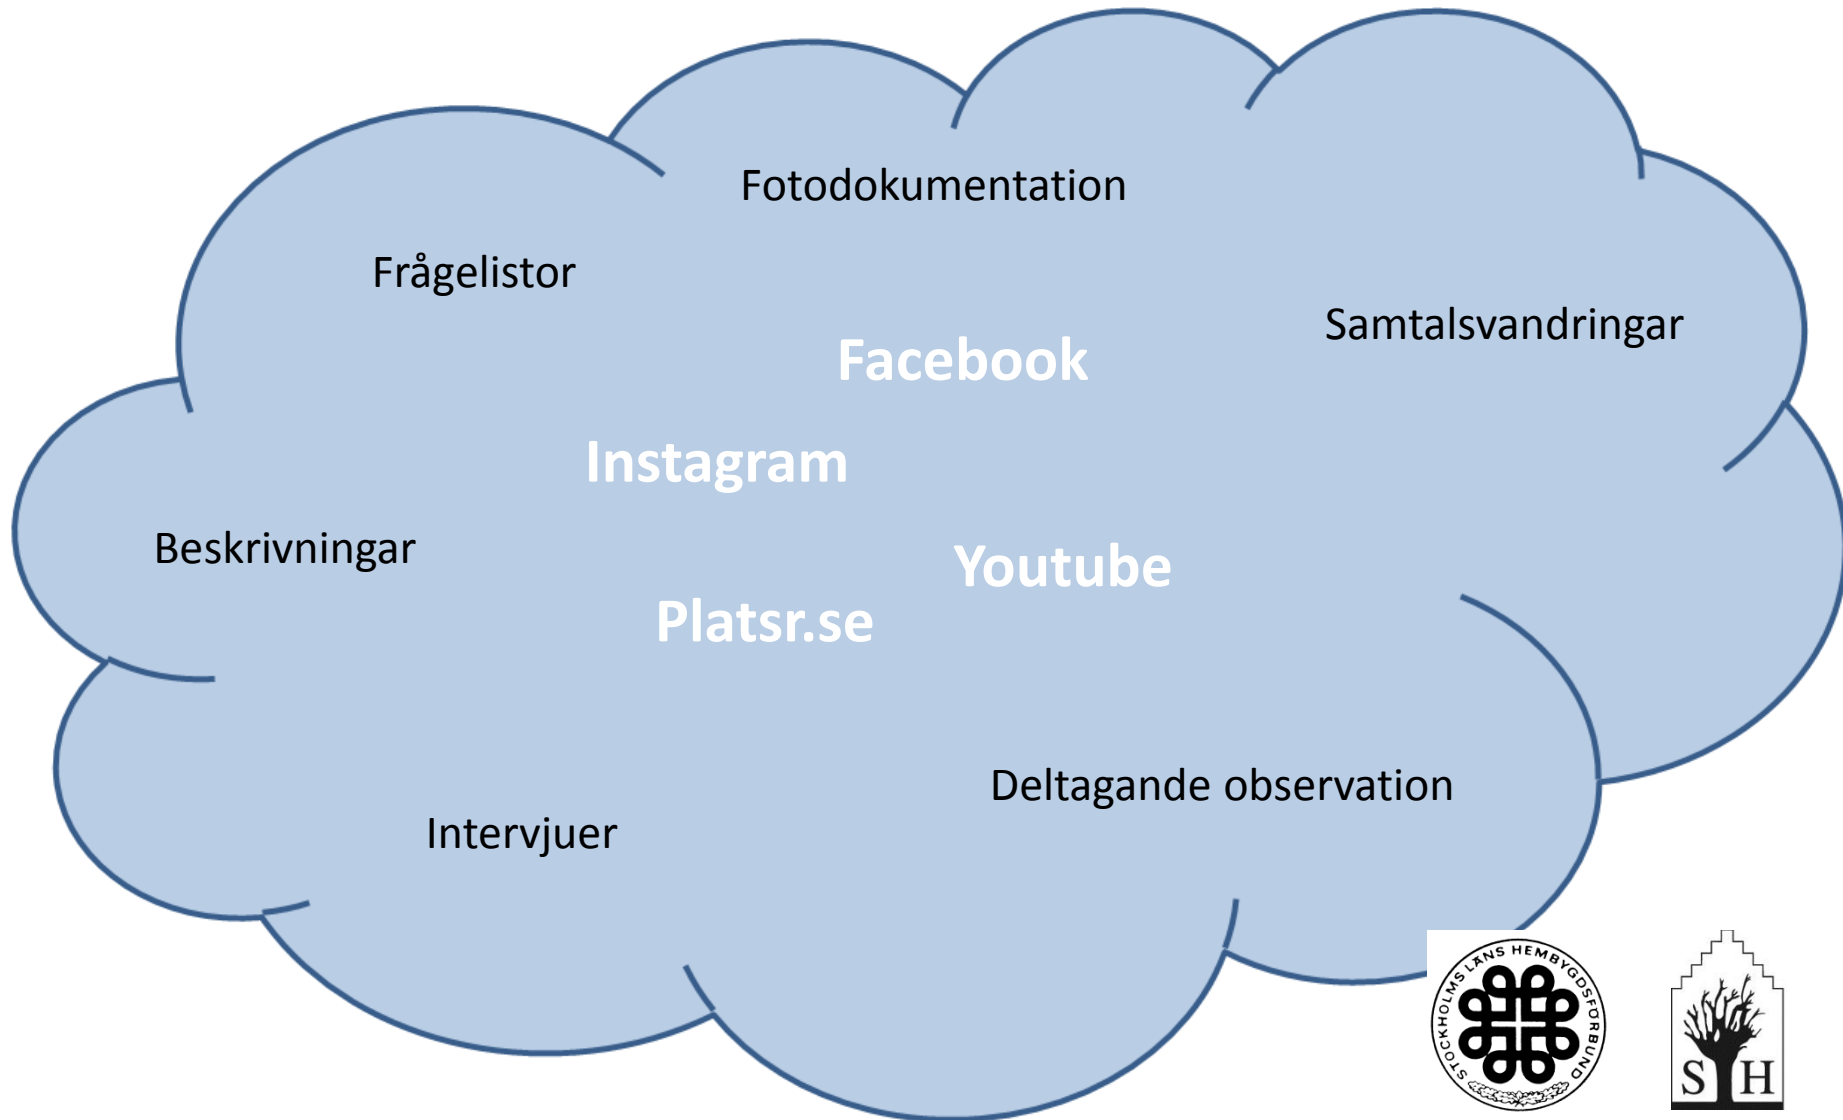 Fotodokumentation
Frågelistor
Samtalsvandringar
Facebook
Instagram
Beskrivningar
Youtube
Platsr.se
Deltagande observation
Intervjuer
STOCKHOLMS LÄNS HEMBYGDSFÖRBUND
S H